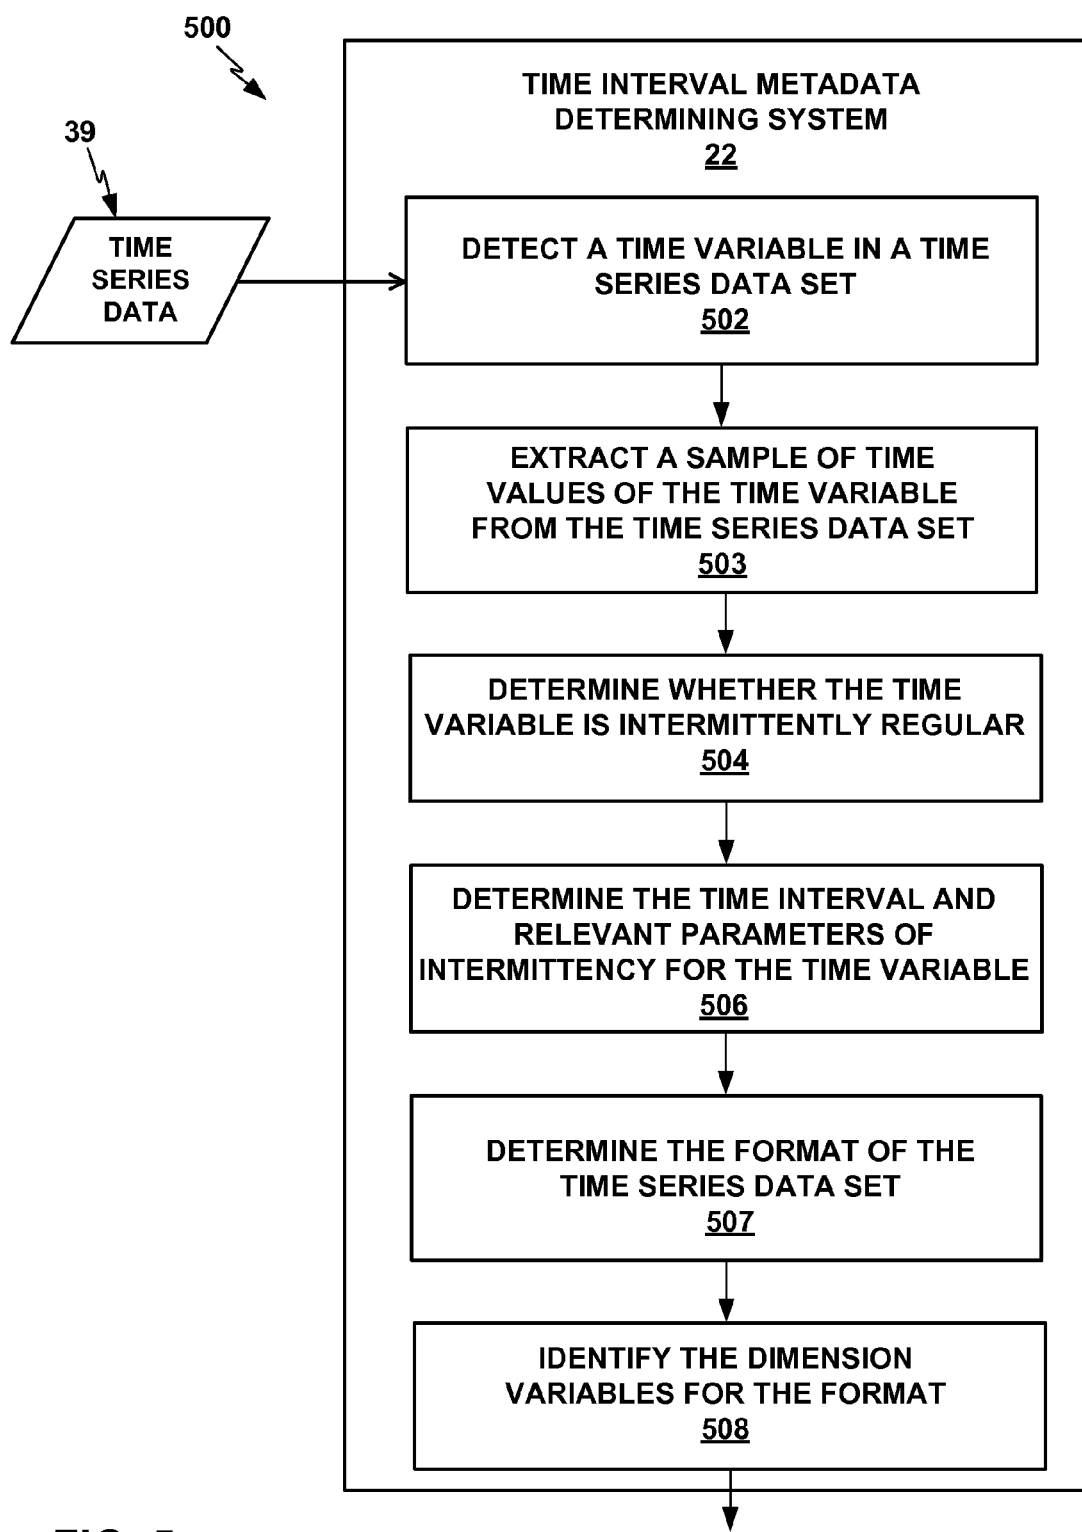 500
TIME INTERVAL METADATA
DETERMINING SYSTEM
22
39
TIME
SERIES
DATA
DETECT A TIME VARIABLE IN A TIME
SERIES DATA SET
502
EXTRACT A SAMPLE OF TIME
VALUES OF THE TIME VARIABLE
FROM THE TIME SERIES DATA SET
503
DETERMINE WHETHER THE TIME
VARIABLE IS INTERMITTENTLY REGULAR
504
DETERMINE THE TIME INTERVAL AND
RELEVANT PARAMETERS OF
INTERMITTENCY FOR THE TIME VARIABLE
506
DETERMINE THE FORMAT OF THE
TIME SERIES DATA SET
507
IDENTIFY THE DIMENSION
VARIABLES FOR THE FORMAT
508